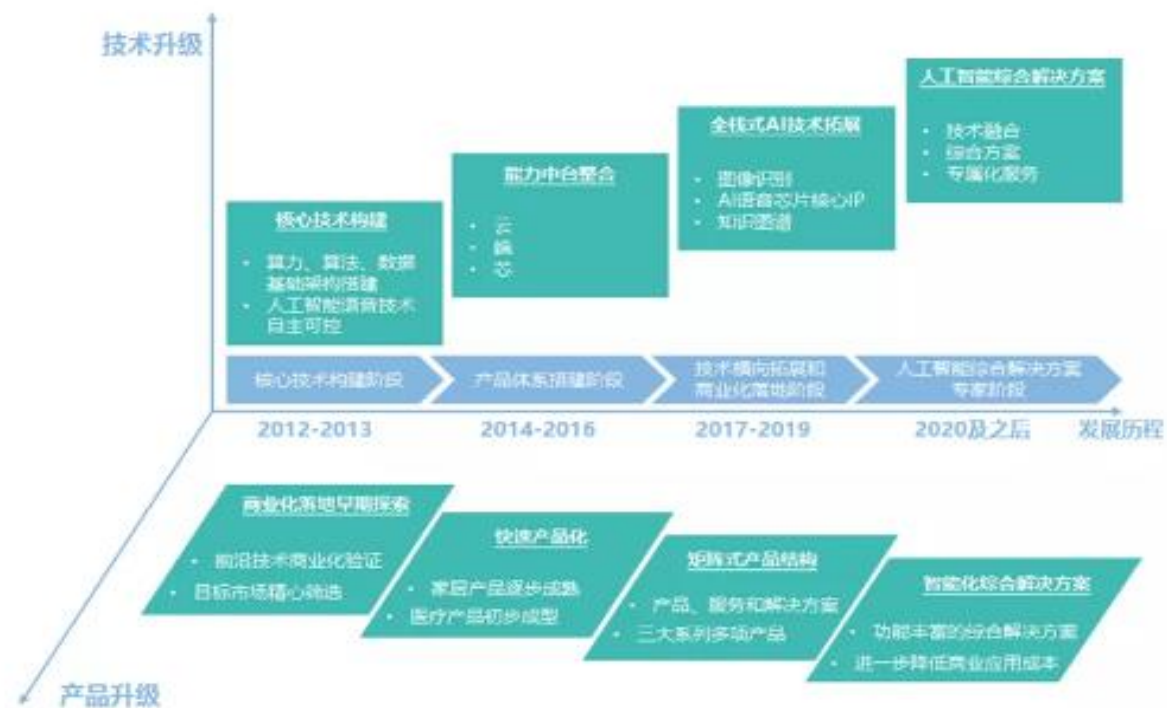 技术升级
人工智能综合解决方案
• 技术融合
• 综合方案
• 专属化服务
全栈式AI技术拓展
• 图像识别
• AI语音芯片核心IP
• 知识图谱
能力中台整合
• 云
• 端
• 芯
核心技术构建
• 算力、算法、数据
基础架构搭建
• 人工智能语音技术
自主可控
核心技术构建阶段
产品体系搭建阶段
技术横向拓展和
商业化落地阶段
人工智能综合解决方案
专家阶段
2012-2013
2014-2016
2017-2019
2020及之后
发展历程
商业化落地早期探索
• 前沿技术商业化验证
• 目标市场精心筛选
快速产品化
• 家居产品逐步成熟
• 医疗产品初步成型
矩阵式产品结构
• 产品、服务和解决方案
• 三大系列多项产品
智能化综合解决方案
• 功能丰富的综合解决方案
• 进一步降低商业应用成本
产品升级